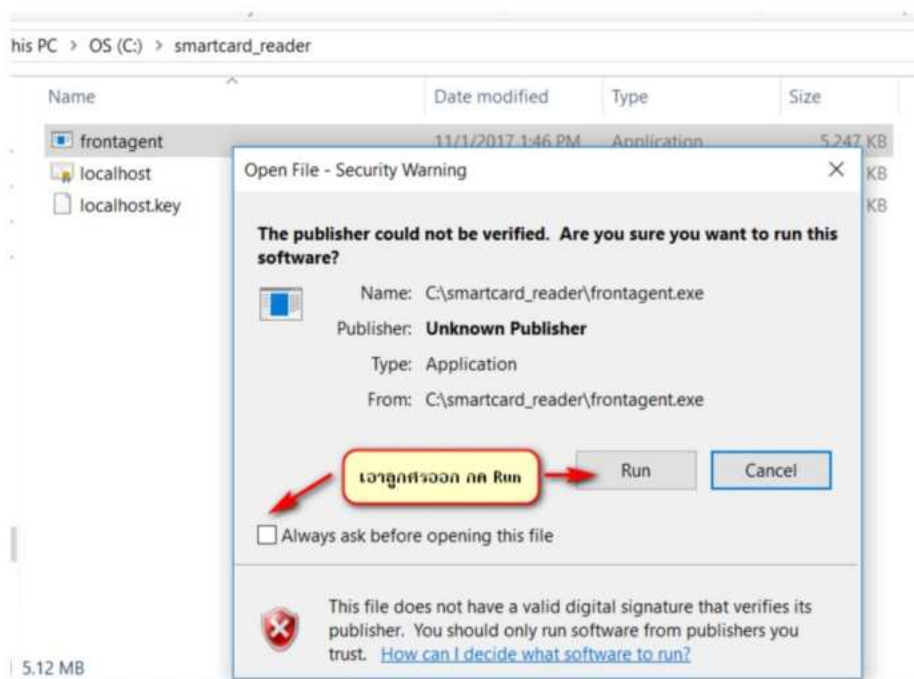 his PC > OS (C:) > smartcard_reader
Name Date modified Type Size
frontagent 11/1/2017 1:46 PM Application 5,247 KB
localhost KB
localhost.key KB
Open File - Security Warning
The publisher could not be verified. Are you sure you want to run this
software?
Name: C:\smartcard_reader\frontagent.exe
Publisher: Unknown Publisher
Type: Application
From: C:\smartcard_reader\frontagent.exe
เอาลูกศรออก กด Run
Run Cancel
Always ask before opening this file
This file does not have a valid digital signature that verifies its
publisher. You should only run software from publishers you
trust. How can I decide what software to run?
5.12 MB